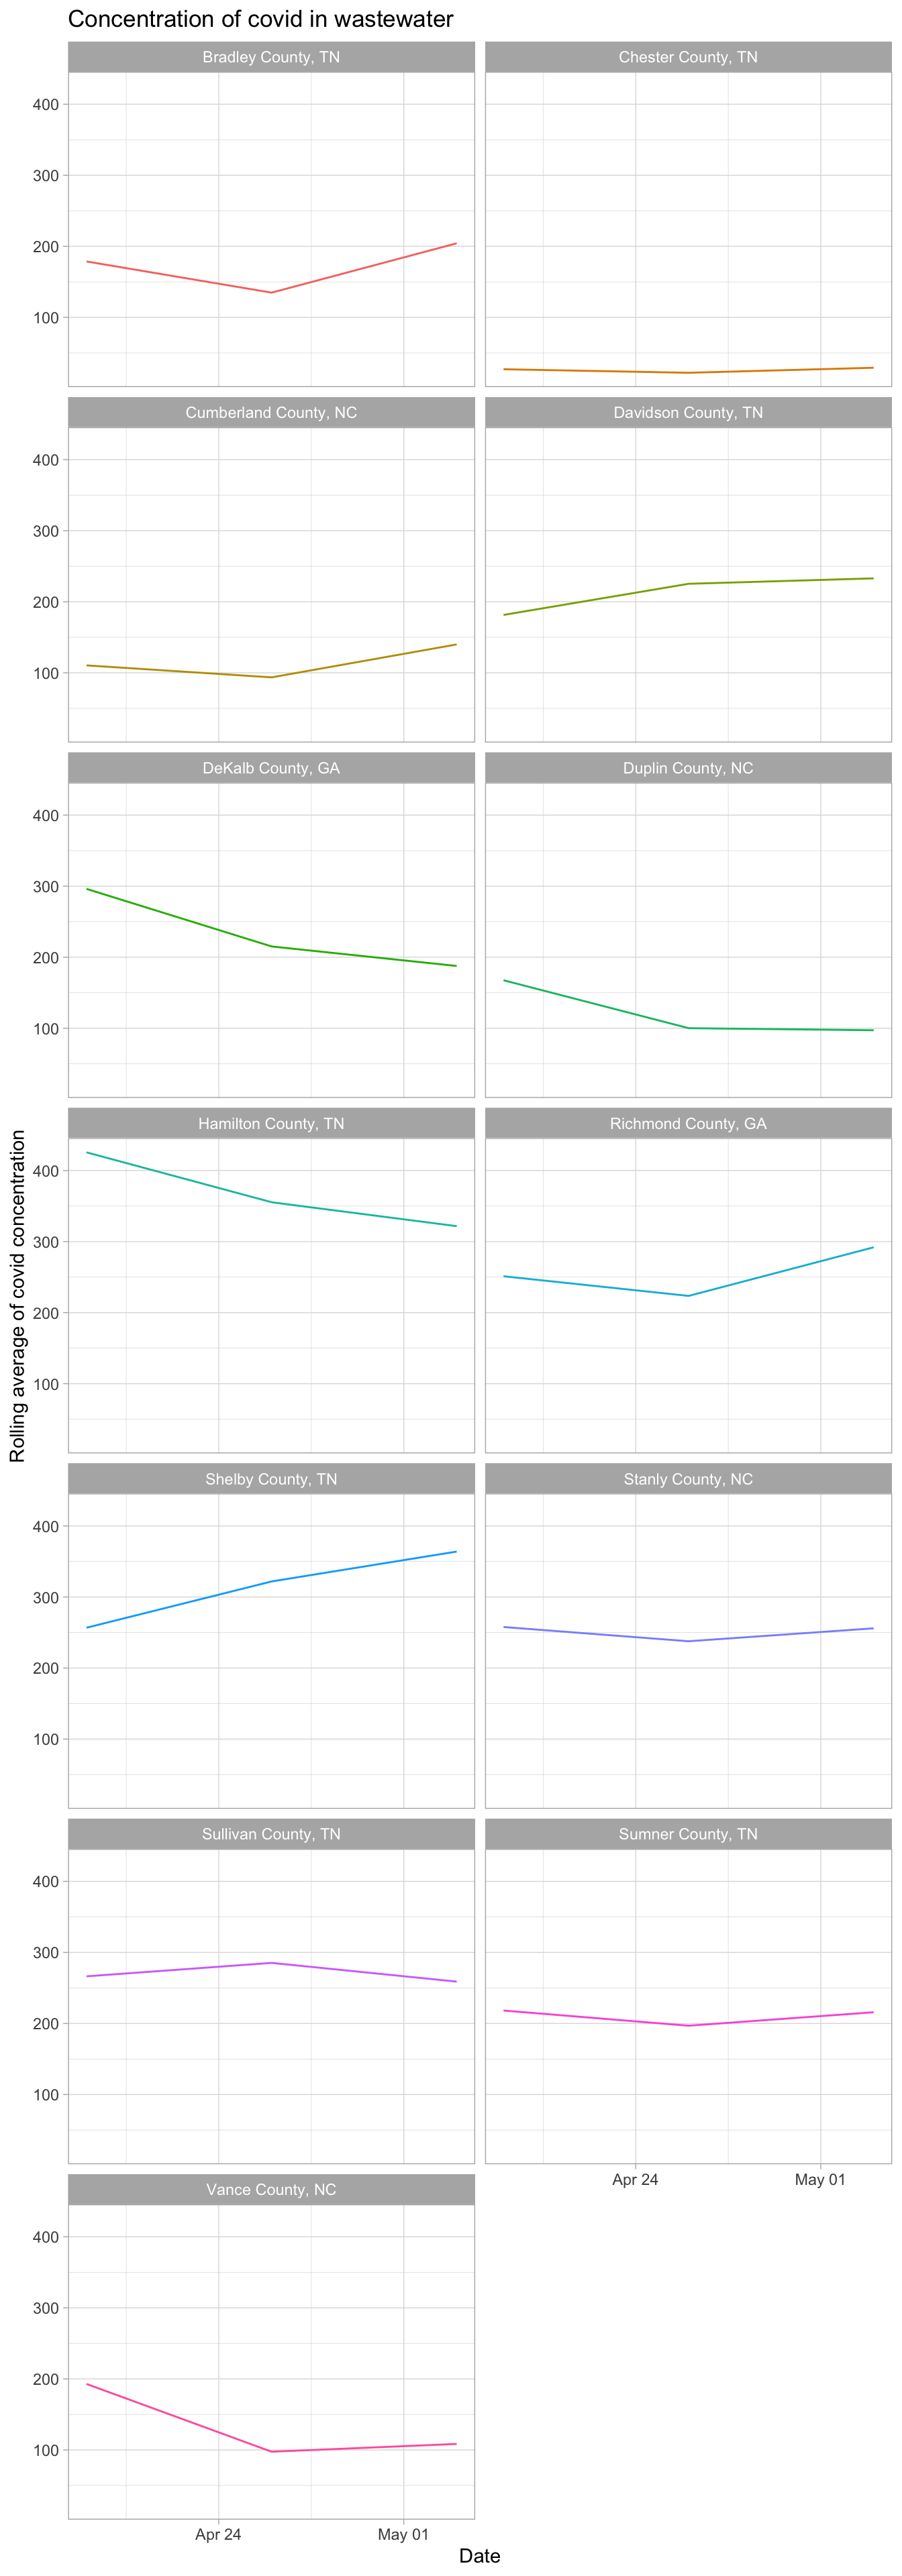 Concentration of covid in wastewater
Bradley County, TN
Chester County, TN
400
300
200
100
Cumberland County, NC
Davidson County, TN
400
300
200
100
DeKalb County, GA
Duplin County, NC
400
300
200
100
Hamilton County, TN
Richmond County, GA
400
300
200
100
Rolling average of covid concentration
Shelby County, TN
Stanly County, NC
400
300
200
100
Sullivan County, TN
Sumner County, TN
400
300
200
100
Apr 24
May 01
Vance County, NC
400
300
200
100
Apr 24
May 01
Date